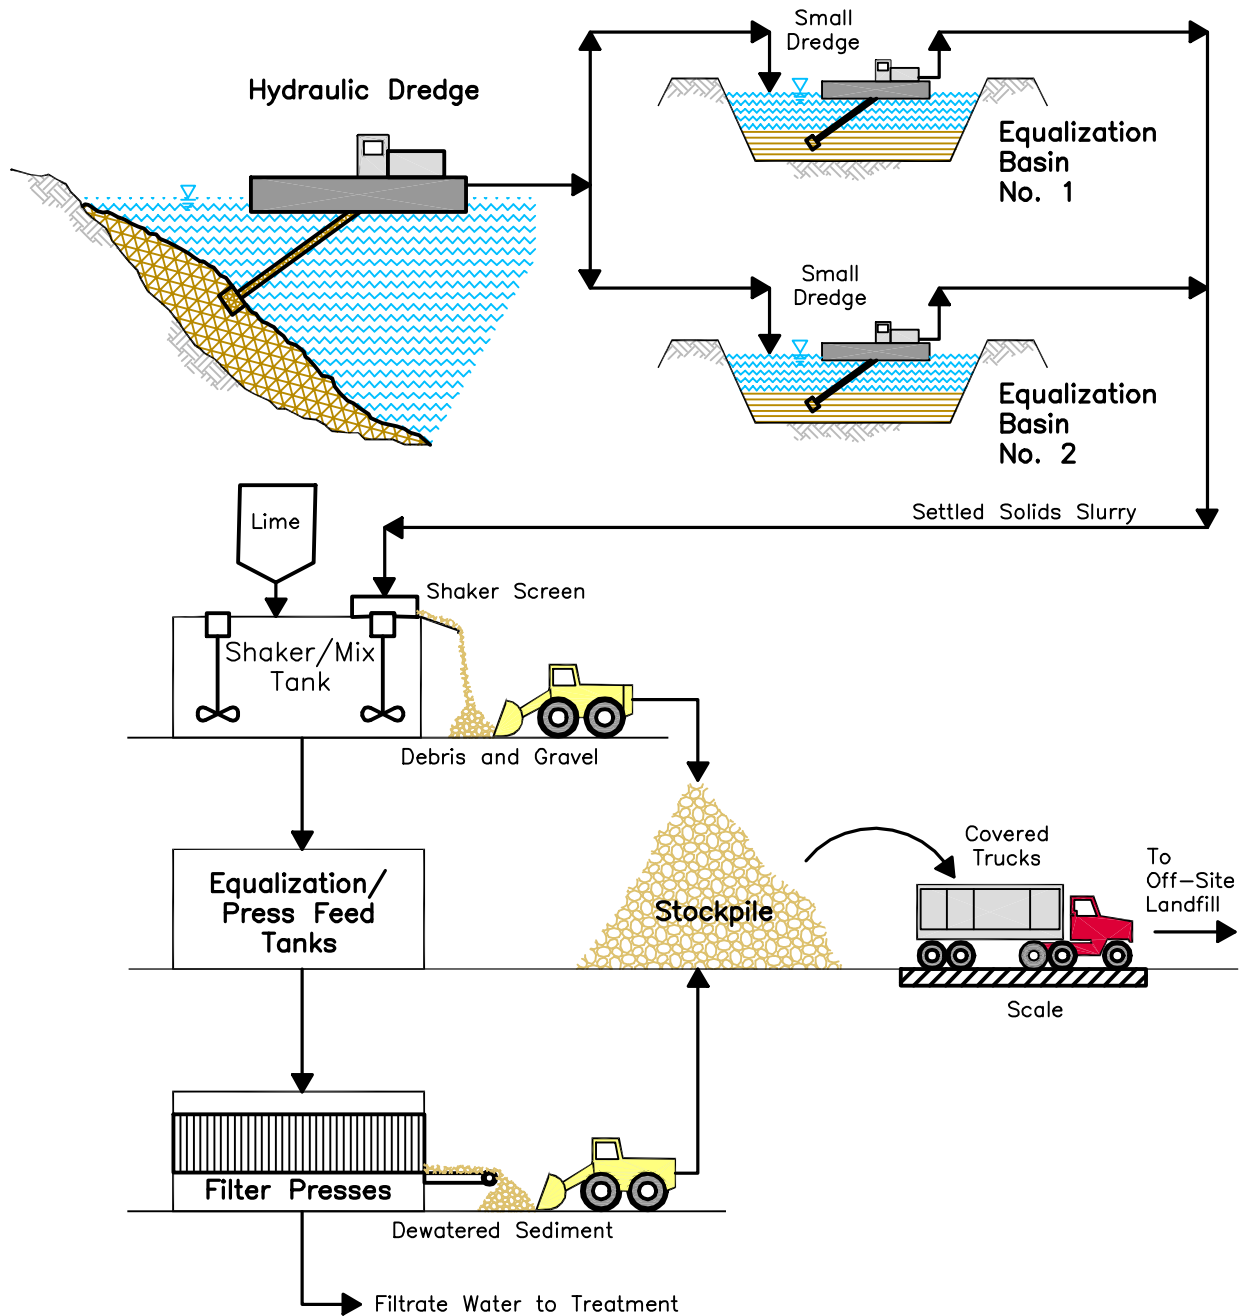 Small
Dredge
Hydraulic Dredge
Equalization
Basin
No. 1
Small
Dredge
Equalization
Basin
No. 2
Settled Solids Slurry
Lime
Shaker Screen
Shaker/Mix
Tank
Debris and Gravel
Covered
Trucks
To
Off-Site
Landfill
Equalization/
Press Feed
Tanks
Stockpile
Scale
Filter Presses
Dewatered Sediment
Filtrate Water to Treatment